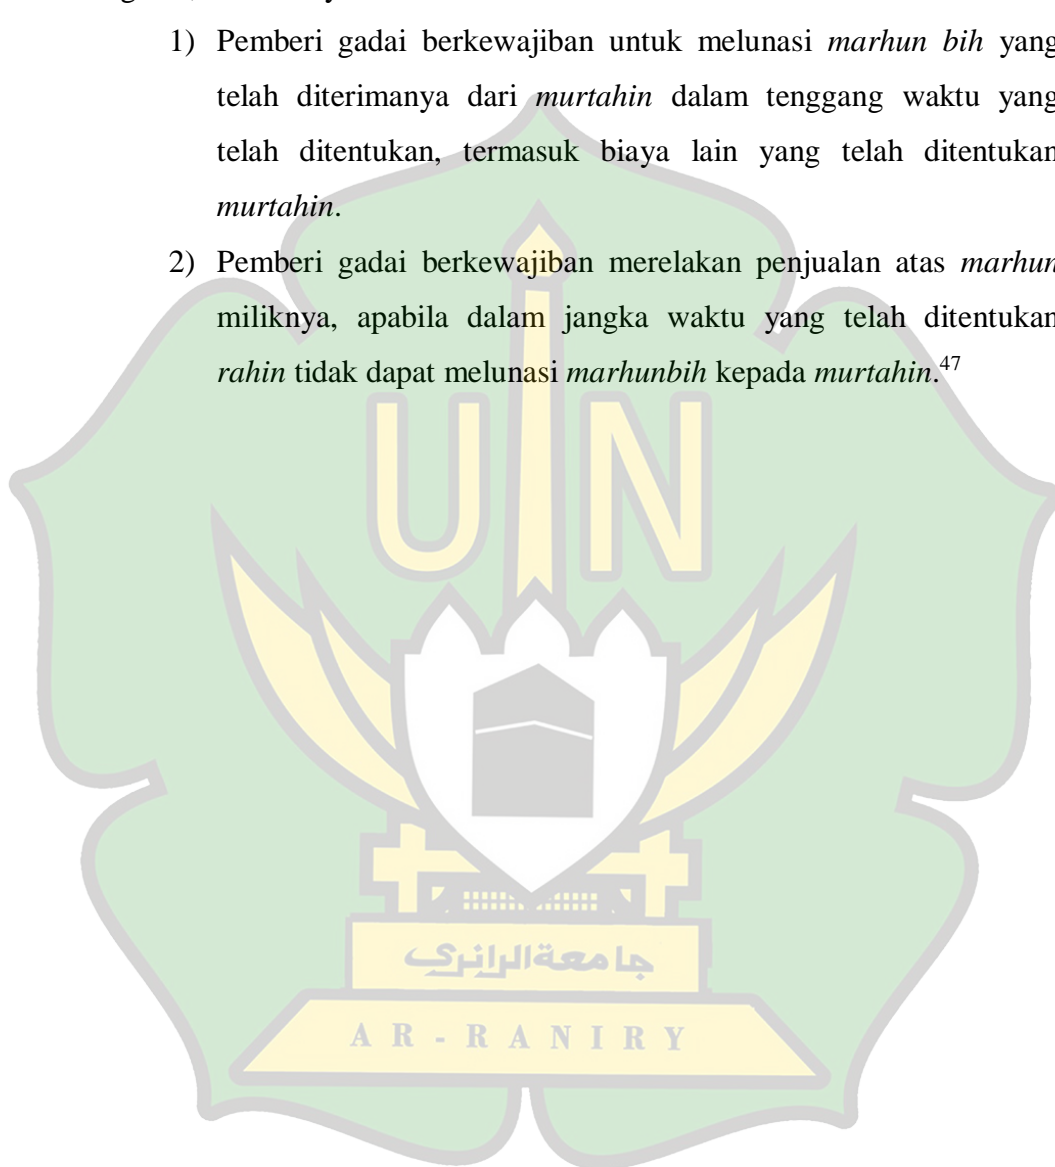 1) Pemberi gadai berkewajiban untuk melunasi marhun bih yang
telah diterimanya dari murtahin dalam tenggang waktu yang
telah ditentukan, termasuk biaya lain yang telah ditentukan
murtahin.
2) Pemberi gadai berkewajiban merelakan penjualan atas marhun
miliknya, apabila dalam jangka waktu yang telah ditentukan
rahin tidak dapat melunasi marhunbih kepada murtahin.47
UIN
جامعة الرانري
AR-RANIRY